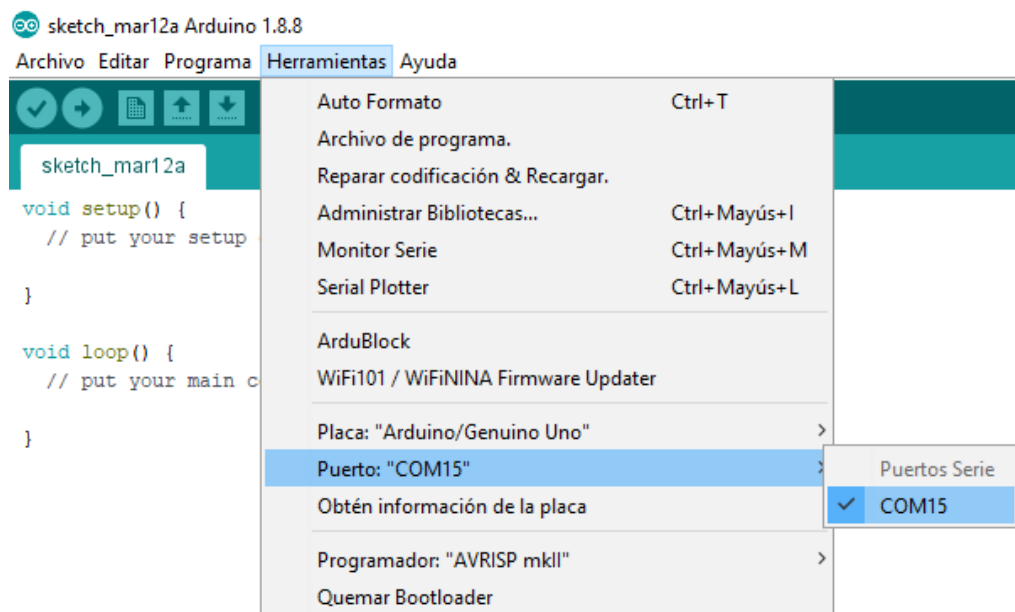 sketch_mar12a Arduino 1.8.8
Archivo Editar Programa Herramientas Ayuda
sketch_mar12a
void setup() {
// put your setup
}
void loop() {
// put your main c
}
Auto Formato Ctrl+T
Archivo de programa.
Reparar codificación & Recargar.
Administrar Bibliotecas... Ctrl+Mayús+I
Monitor Serie Ctrl+Mayús+M
Serial Plotter Ctrl+Mayús+L
ArduBlock
WiFi101 / WiFiNINA Firmware Updater
Placa: "Arduino/Genuino Uno"
Puerto: "COM15"
Obtén información de la placa
Programador: "AVRISP mkII"
Quemar Bootloader
Puertos Serie
COM15